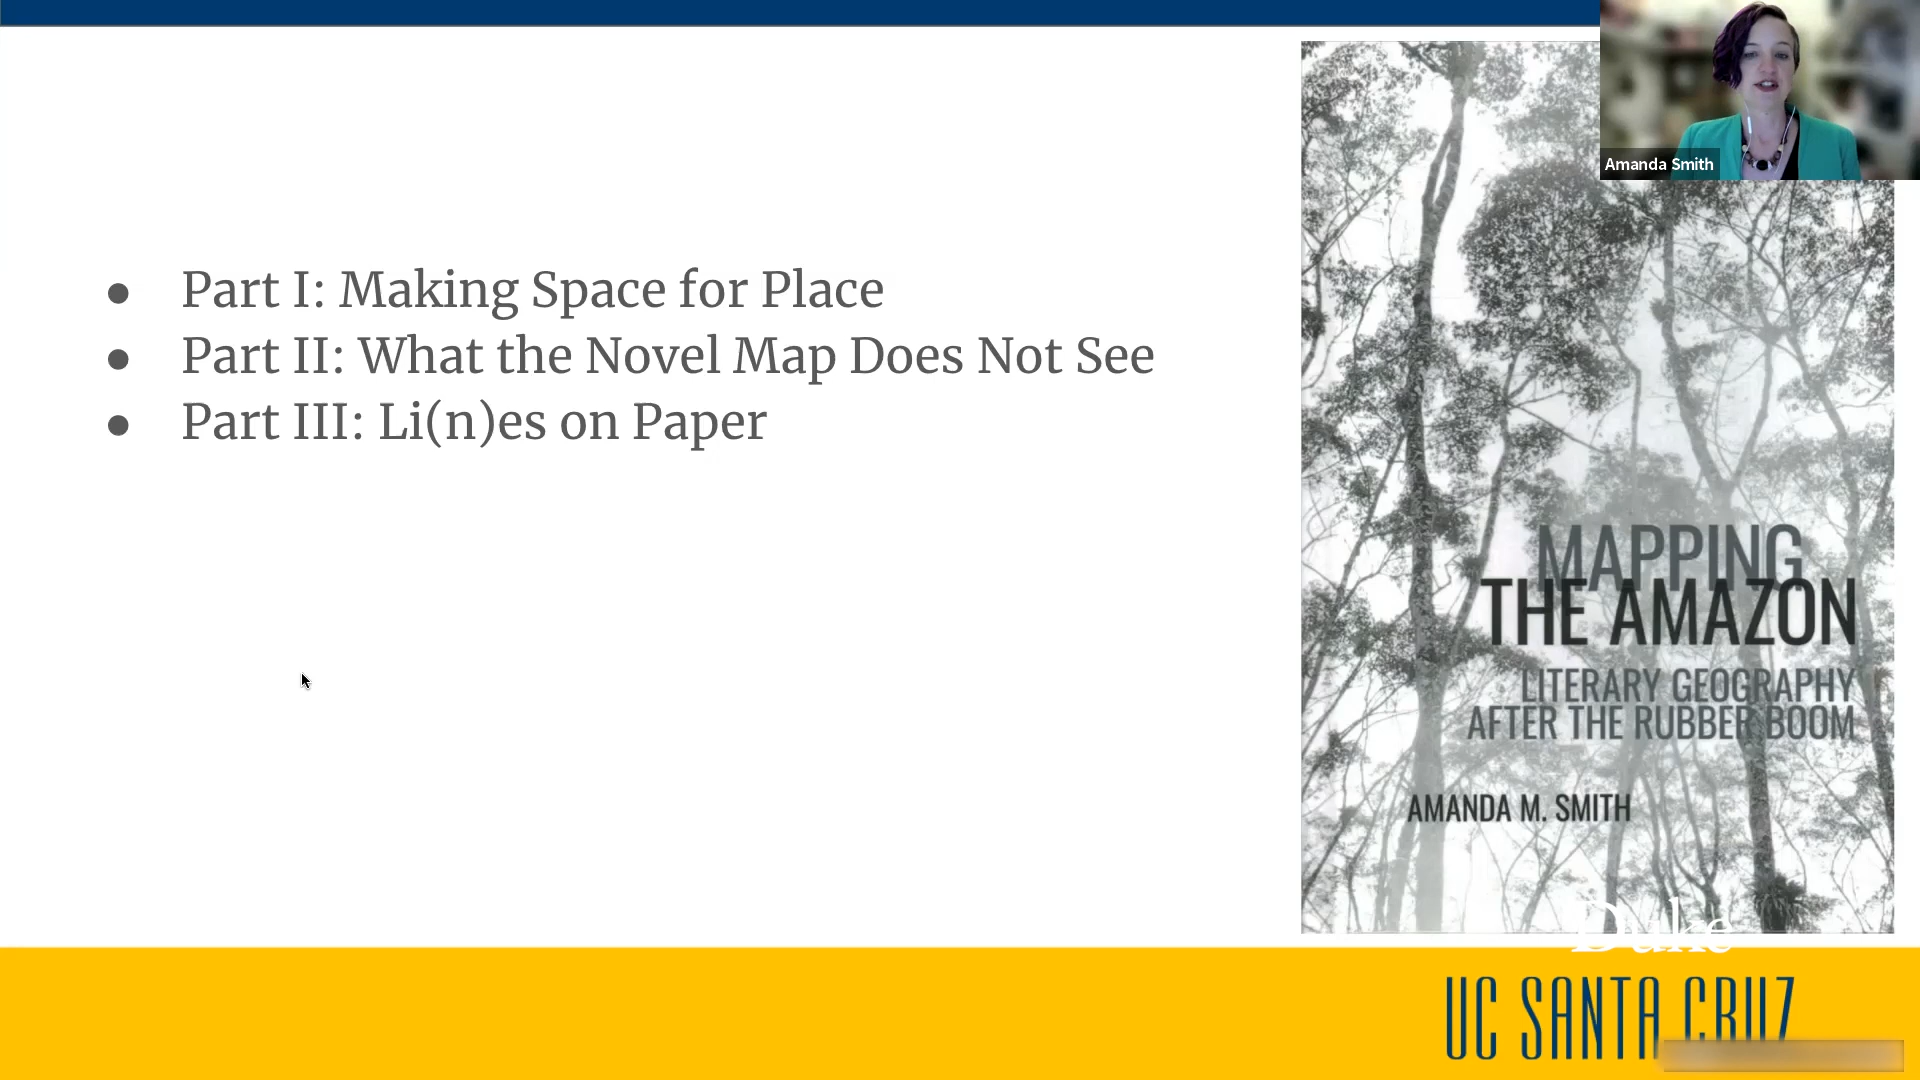 Amanda Smith
● Part I: Making Space for Place
● Part II: What the Novel Map Does Not See
● Part III: Li(n)es on Paper
MAPPING
THE AMAZON
LITERARY GEOGRAPHY
AFTER THE RUBBER BOOM
AMANDA M. SMITH
Duke
UC SANTA CRUZ